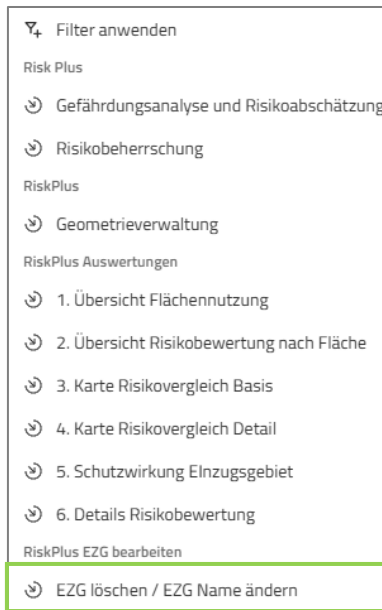 Filter anwenden
Risk Plus
Gefährdungsanalyse und Risikoabschätzung
Risikobeherrschung
RiskPlus
Geometrieverwaltung
RiskPlus Auswertungen
1. Übersicht Flächennutzung
2. Übersicht Risikobewertung nach Fläche
3. Karte Risikovergleich Basis
4. Karte Risikovergleich Detail
5. Schutzwirkung EInzugsgebiet
6. Details Risikobewertung
RiskPlus EZG bearbeiten
EZG löschen / EZG Name ändern